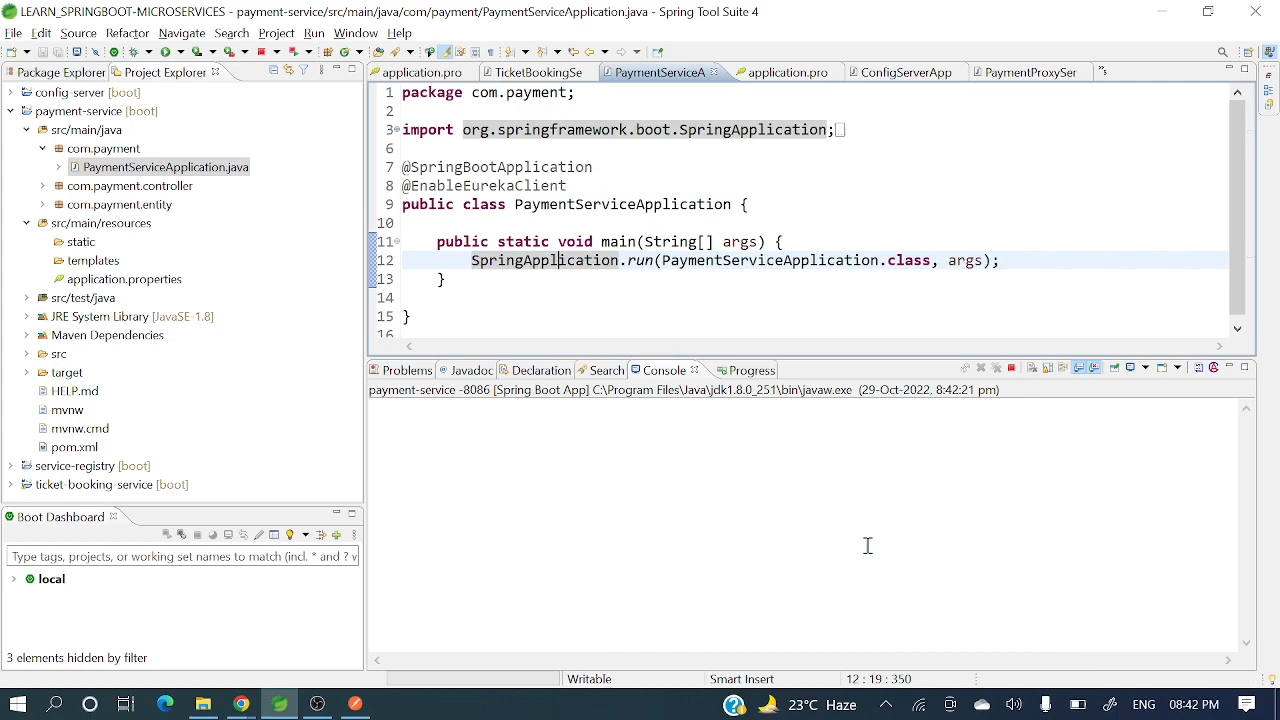 LEARN_SPRINGBOOT-MICROSERVICES - payment-service/src/main/java/com/payment/PaymentServiceApplication.java - Spring Tool Suite 4
File Edit Source Refactor Navigate Search Project Run Window Help
Package Explorer Project Explorer
config-server [boot]
payment-service [boot]
src/main/java
com.payment
PaymentServiceApplication.java
com.payment.controller
com.payment.entity
src/main/resources
static
templates
application.properties
src/test/java
JRE System Library [JavaSE-1.8]
Maven Dependencies
src
target
HELP.md
mvnw
mvnw.cmd
pom.xml
service-registry [boot]
ticket-booking-service [boot]
Boot Dashboard
Type tags, projects, or working set names to match (incl. * and ? v
local
3 elements hidden by filter
application.pro TicketBookingSe PaymentServiceA application.pro ConfigServerApp PaymentProxySer
1 package com.payment;
2
3 import org.springframework.boot.SpringApplication;
6
7 @SpringBootApplication
8 @EnableEurekaClient
9 public class PaymentServiceApplication {
10
11 public static void main(String[] args) {
12 SpringApplication.run(PaymentServiceApplication.class, args);
13 }
14
15 }
16
Problems Javadoc Declaration Search Console Progress
payment-service -8086 [Spring Boot App] C:\Program Files\Java\jdk1.8.0_251\bin\javaw.exe (29-Oct-2022, 8:42:21 pm)
Writable Smart Insert 12 : 19 : 350
23°C Haze ENG 08:42 PM